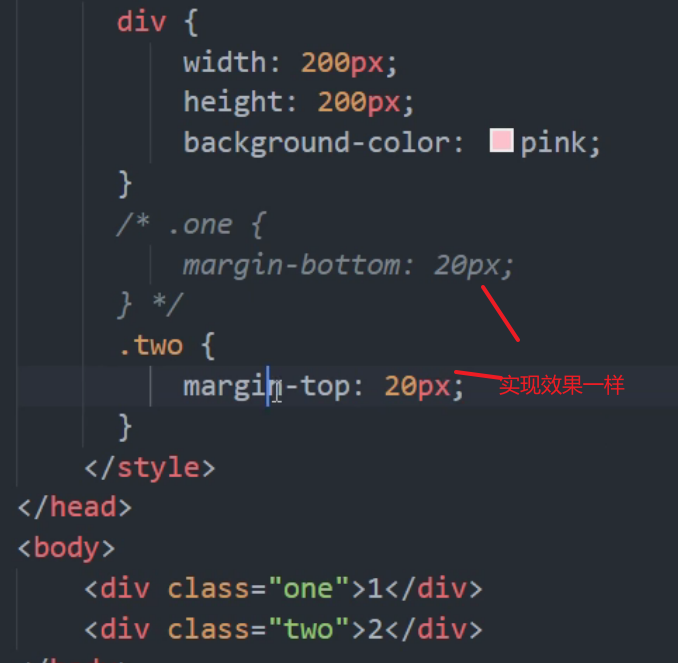 div {
width: 200px;
height: 200px;
background-color: pink;
}
/* .one {
margin-bottom: 20px;
} */
.two {
margin-top: 20px;
实现效果一样
}
</style>
</head>
<body>
<div class="one">1</div>
<div class="two">2</div>